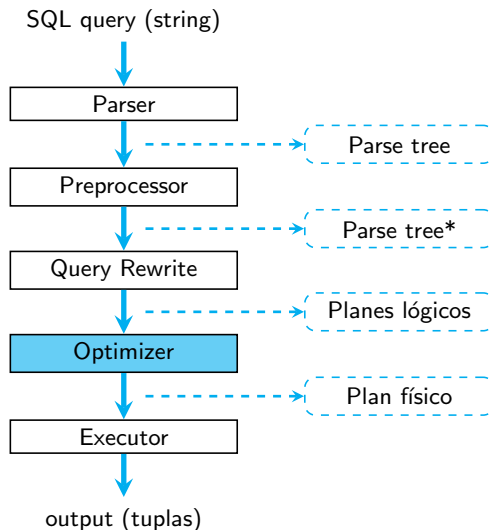 SQL query (string)
Parser
Parse tree
Preprocessor
Parse tree*
Query Rewrite
Planes lógicos
Optimizer
Plan físico
Executor
output (tuplas)